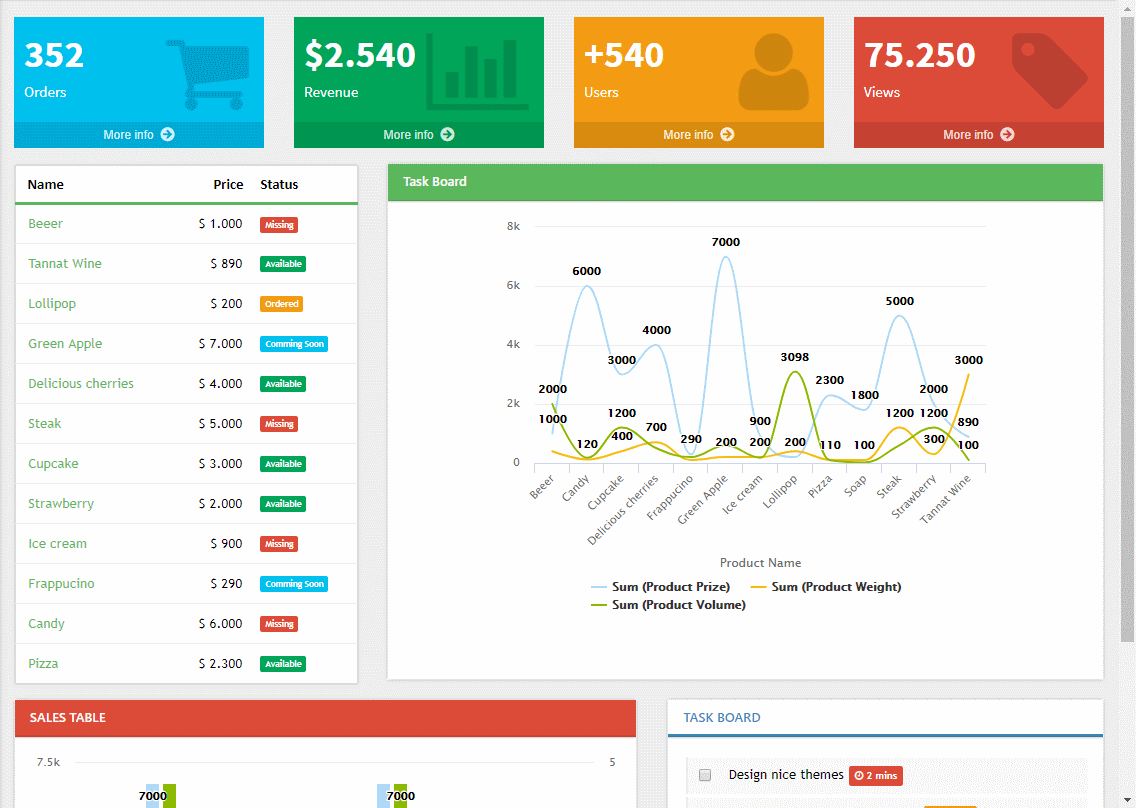 352
Orders
More info
$2.540
Revenue
More info
+540
Users
More info
75.250
Views
More info
Name Price Status
Beeer $ 1.000 Missing
Tannat Wine $ 890 Available
Lollipop $ 200 Ordered
Green Apple $ 7.000 Comming Soon
Delicious cherries $ 4.000 Available
Steak $ 5.000 Missing
Cupcake $ 3.000 Available
Strawberry $ 2.000 Available
Ice cream $ 900 Missing
Frappucino $ 290 Comming Soon
Candy $ 6.000 Missing
Pizza $ 2.300 Available
Task Board
8k
7000
6000
6k
5000
4000
4k
3098
3000
3000
2300
2000
1800
2000
2k
1000
1200
1200
1200
900
890
700
400
120
290
200
200
200
110
100
300
100
0
Beeer
Candy
Cupcake
Delicious cherries
Frappucino
Green Apple
Ice cream
Lollipop
Pizza
Soap
Steak
Strawberry
Tannat Wine
Product Name
Sum (Product Prize) Sum (Product Weight)
Sum (Product Volume)
SALES TABLE
7.5k 5
7000 7000
TASK BOARD
Design nice themes 2 mins